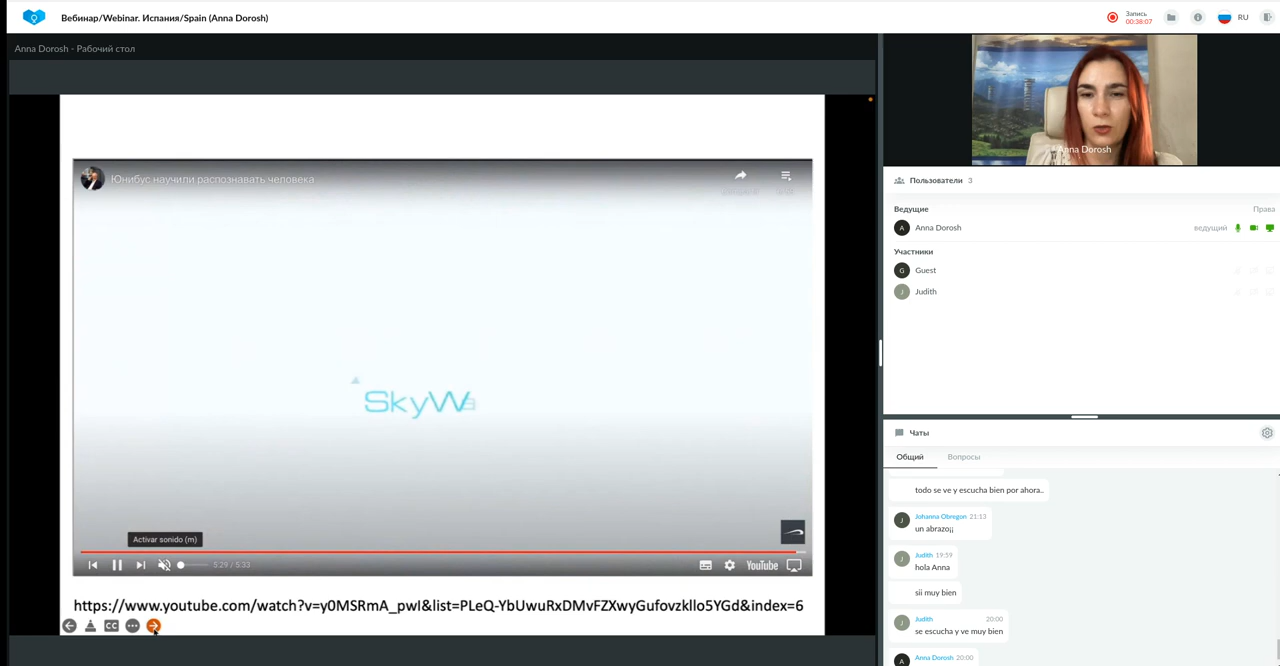 Вебинар/Webinar. Испания/Spain (Anna Dorosh)
Запись
00:38:07
RU
Anna Dorosh - Рабочий стол
Юнибус научили распознавать человека
SkyW
Activar sonido (m)
5:29 / 5:33
YouTube
https://www.youtube.com/watch?v=y0MSRmA_pwI&list=PLeQ-YbUwuRxDMvFZXwyGufovzkllo5YGd&index=6
CC
Anna Dorosh
Пользователи 3
Ведущие
Права
A
Anna Dorosh
ведущий
Участники
G
Guest
J
Judith
Чаты
Общий
Вопросы
todo se ve y escucha bien por ahora..
J
Johanna Obregon 21:13
un abrazo¡¡
J
Judith 19:59
hola Anna
sii muy bien
J
Judith 20:00
se escucha y ve muy bien
A
Anna Dorosh 20:00